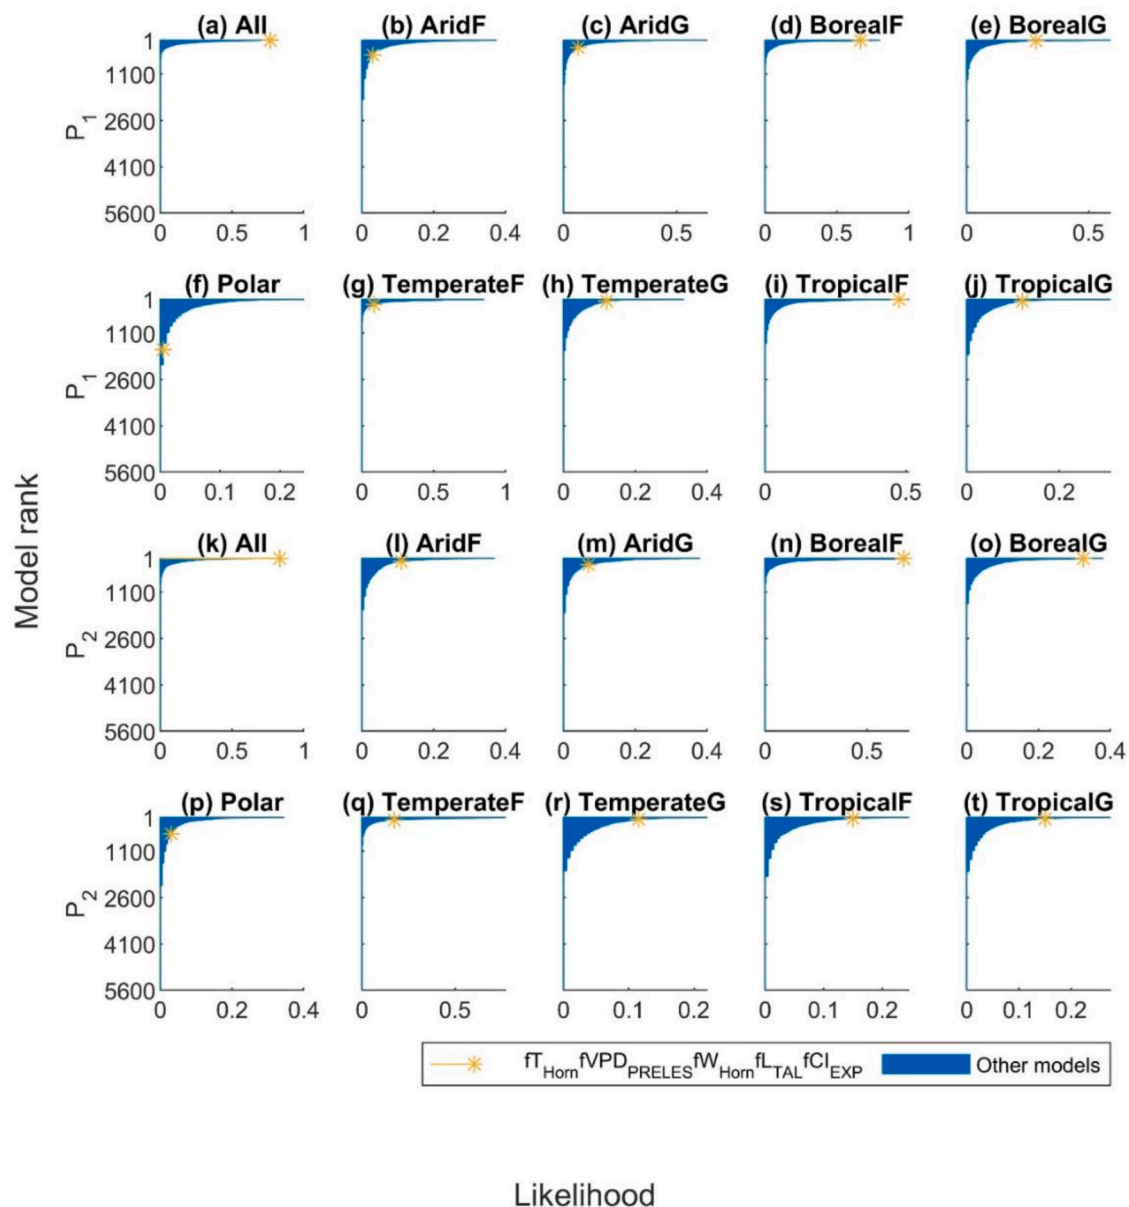 (a) All (b) AridF (c) AridG (d) BorealF (e) BorealG
P1
1
1100
2600
4100
5600
0 0.5 1 0 0.2 0.4 0 0.5 0 0.5 1 0 0.5
(f) Polar (g) TemperateF (h) TemperateG (i) TropicalF (j) TropicalG
P1
1
1100
2600
4100
5600
0 0.1 0.2 0 0.5 1 0 0.2 0.4 0 0.5 0 0.2
Model rank
(k) All (l) AridF (m) AridG (n) BorealF (o) BorealG
P2
1
1100
2600
4100
5600
0 0.5 1 0 0.2 0.4 0 0.2 0.4 0 0.5 0 0.2 0.4
(p) Polar (q) TemperateF (r) TemperateG (s) TropicalF (t) TropicalG
P2
1
1100
2600
4100
5600
0 0.2 0.4 0 0.5 0 0.1 0.2 0 0.1 0.2 0 0.1 0.2
fTHornfVPDPRELESfWHornfLTALfCIEXP Other models
Likelihood